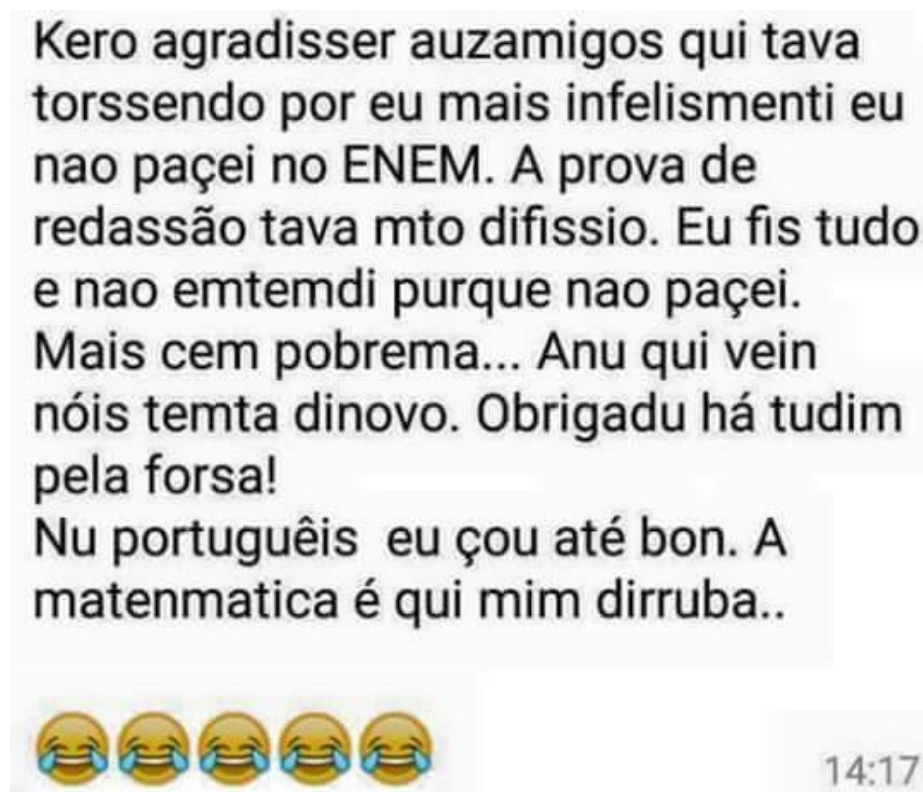 Kero agradisser auzamigos qui tava
torssendo por eu mais infelismenti eu
nao paçei no ENEM. A prova de
redassão tava mto difissio. Eu fis tudo
e nao emtemdi purque nao paçei.
Mais cem pobrema... Anu qui vein
nóis temta dinovo. Obrigadu há tudim
pela forsa!
Nu portuguêis  eu çou até bon. A
matenmatica é qui mim dirruba..
😂😂😂😂😂
14:17